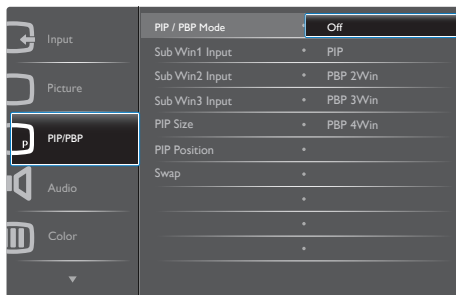 Input
Picture
P
PIP/PBP
Audio
Color
PIP / PBP Mode • Off
Sub Win1 Input • PIP
Sub Win2 Input • PBP 2Win
Sub Win3 Input • PBP 3Win
PIP Size • PBP 4Win
PIP Position •
Swap •
•
•
•